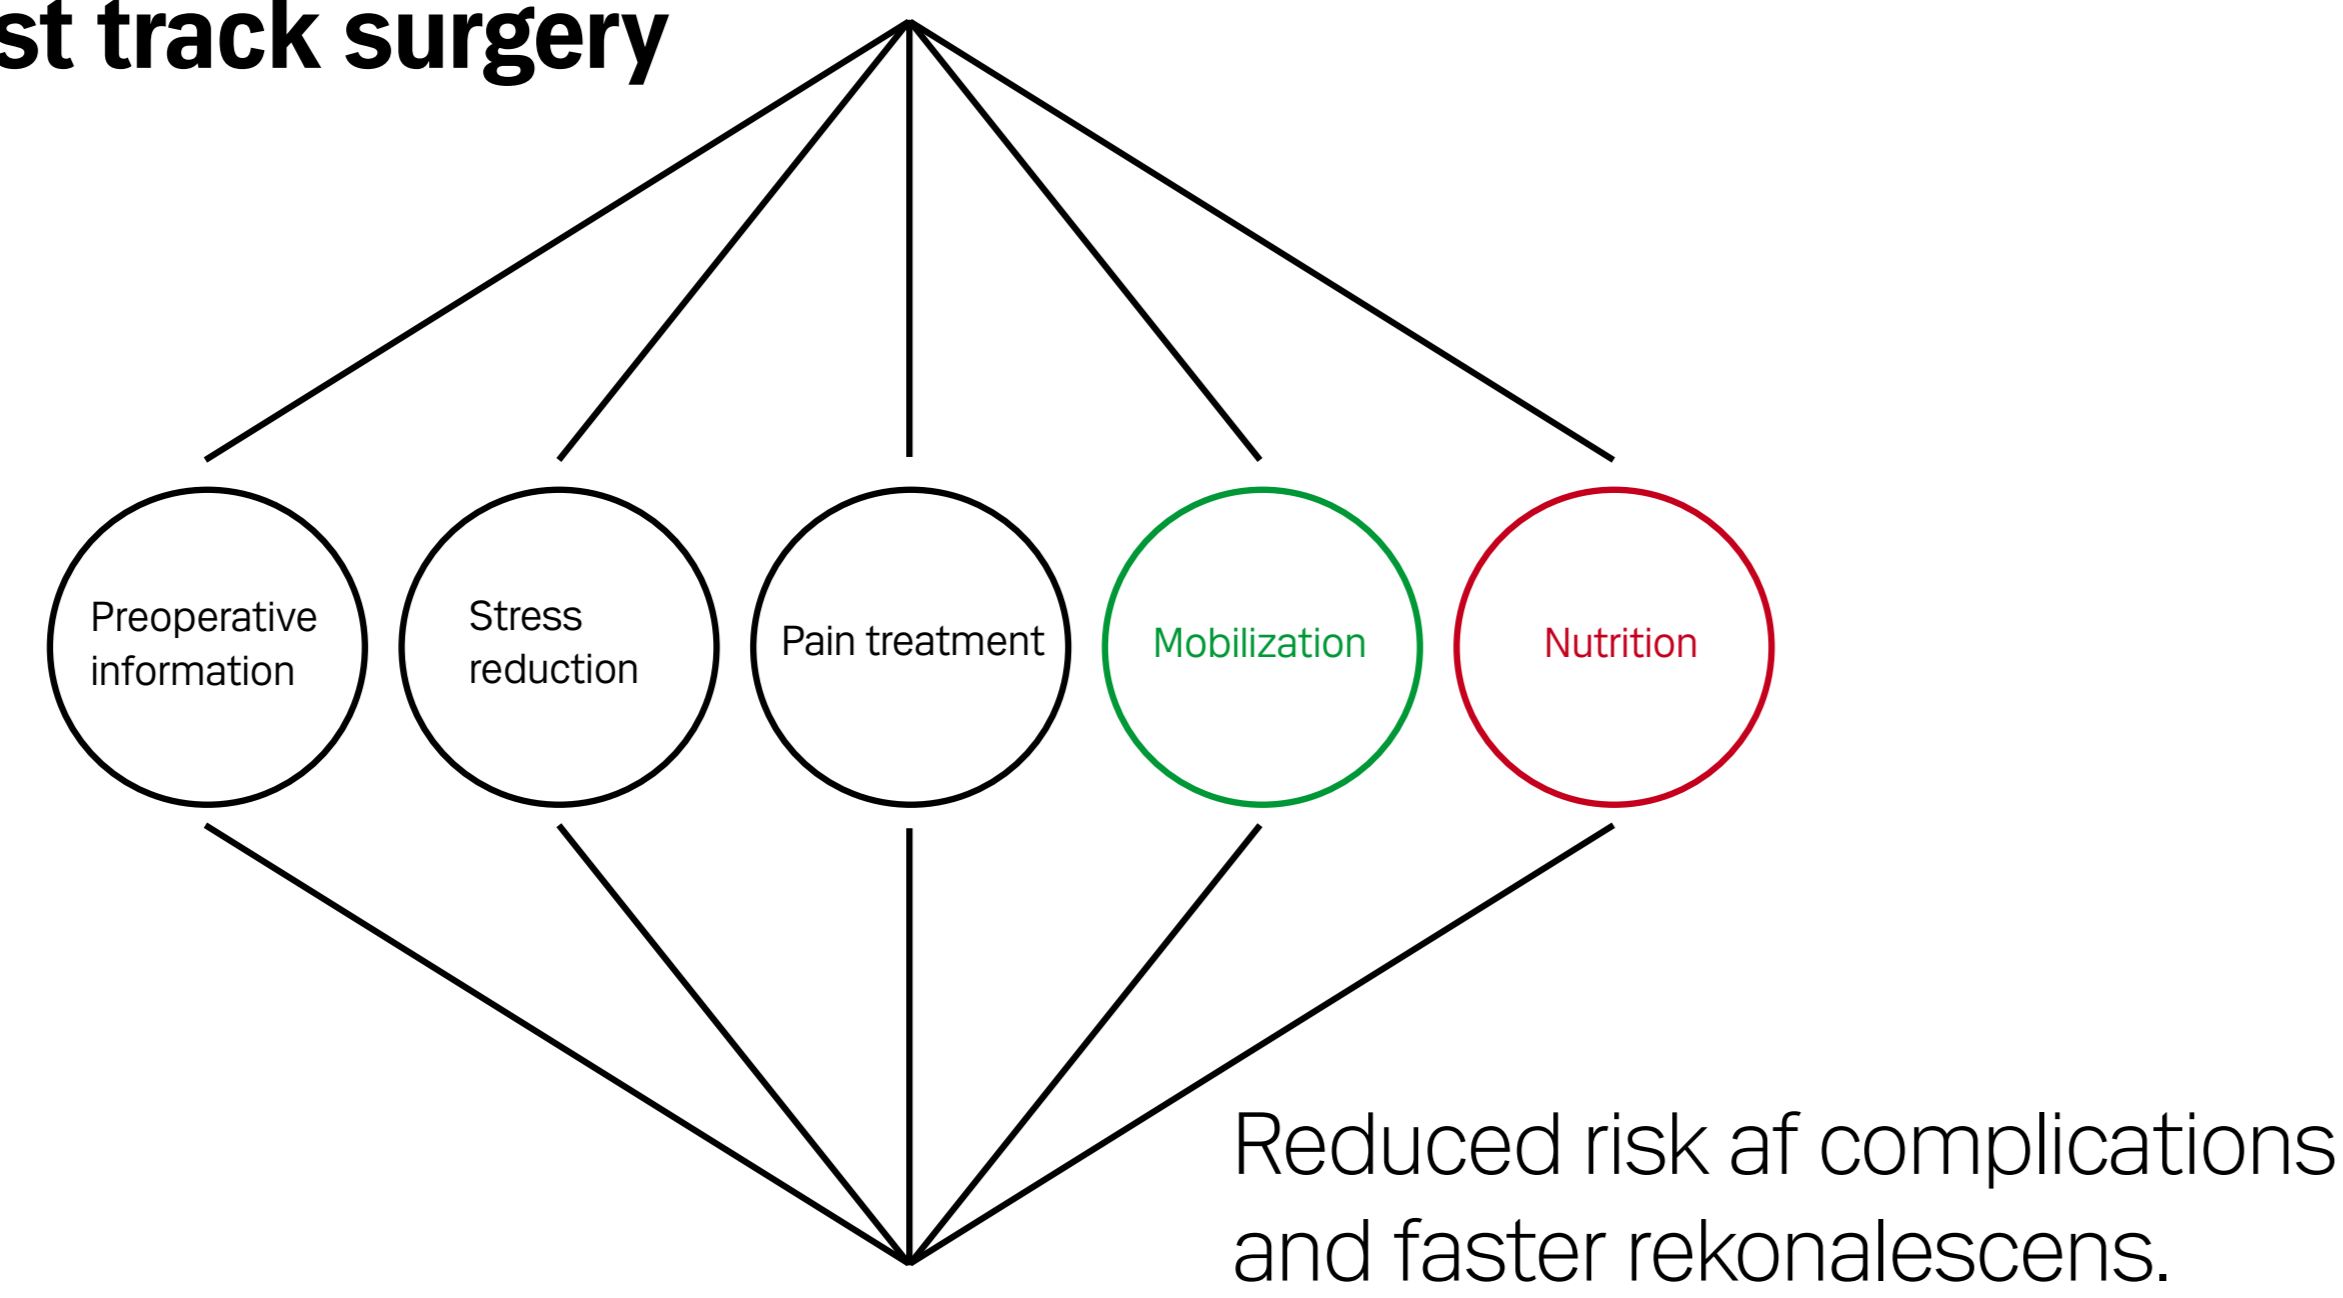 st track surgery
Preoperative
information
Stress
reduction
Pain treatment
Mobilization
Nutrition
Reduced risk af complications
and faster rekonalescens.